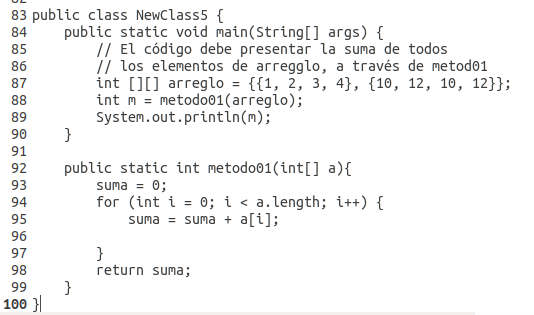 83 public class NewClass5 {
84     public static void main(String[] args) {
85         // El código debe presentar la suma de todos
86         // los elementos de arregglo, a través de metod01
87         int [][] arreglo = {{1, 2, 3, 4}, {10, 12, 10, 12}};
88         int m = metodo01(arreglo);
89         System.out.println(m);
90     }
91
92     public static int metodo01(int[] a){
93         suma = 0;
94         for (int i = 0; i < a.length; i++) {
95             suma = suma + a[i];
96
97         }
98         return suma;
99     }
100 }